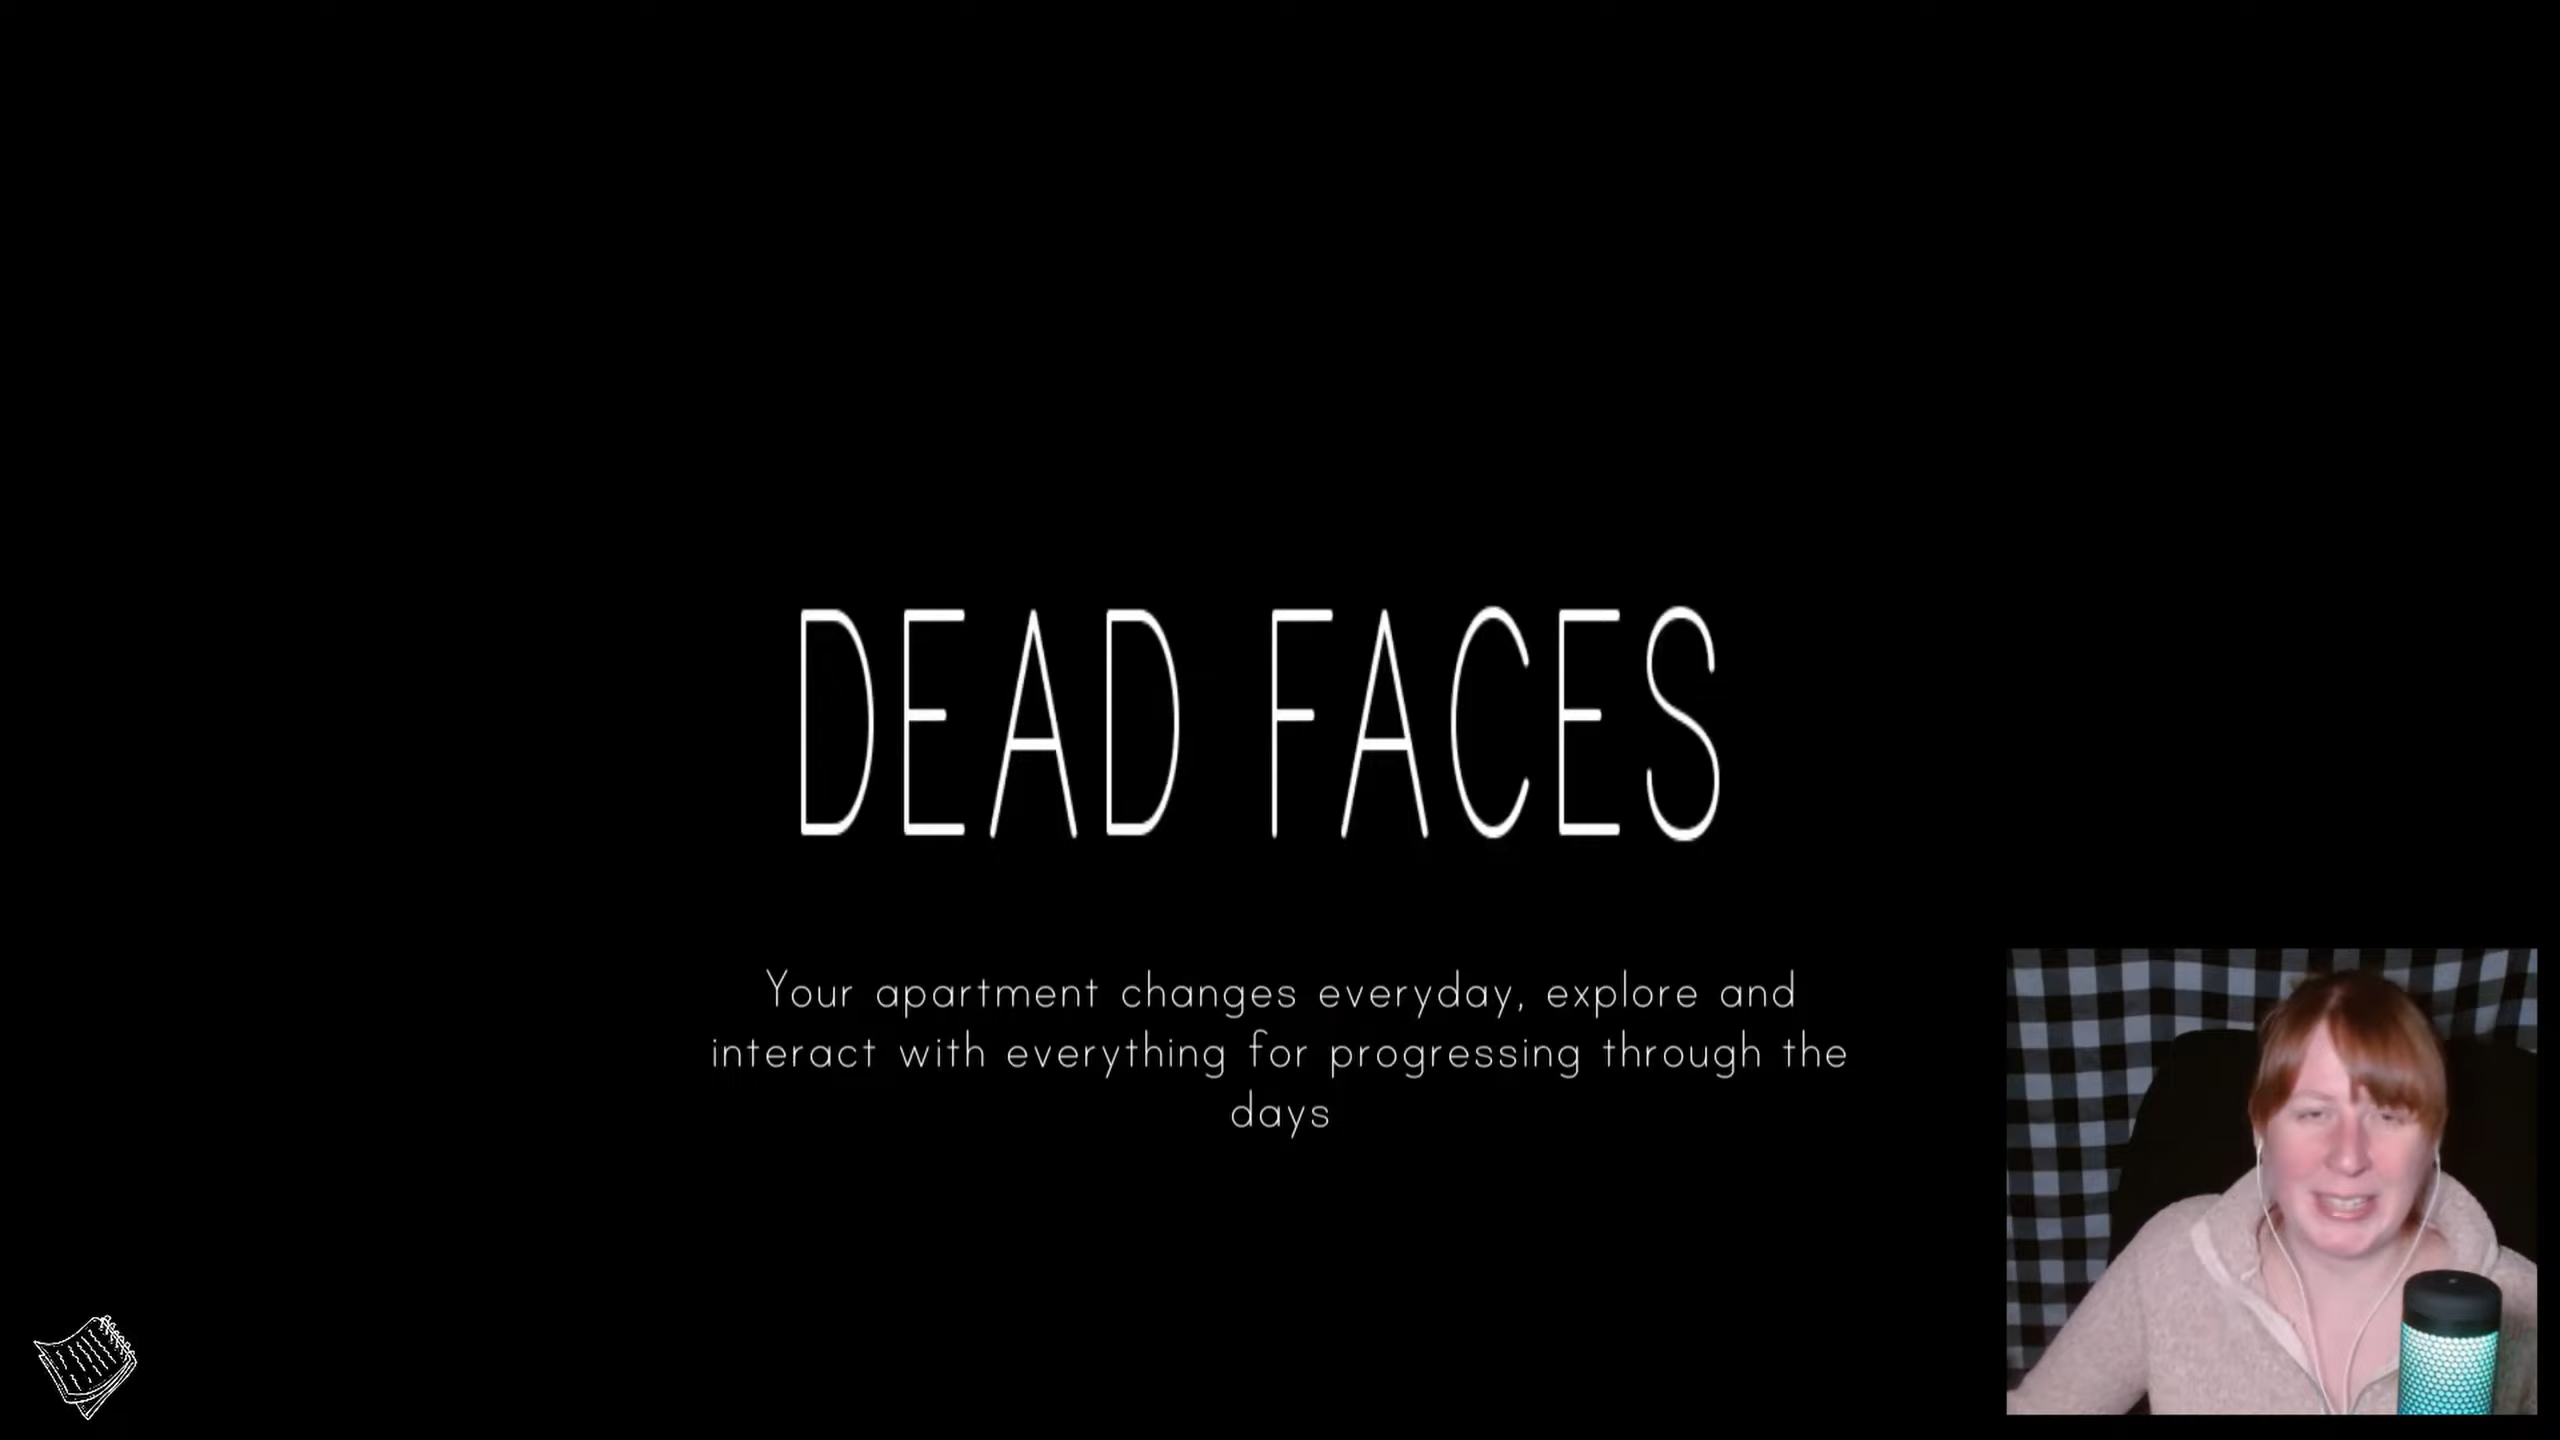 DEAD FACES
Your apartment changes everyday, explore and
interact with everything for progressing through the
days